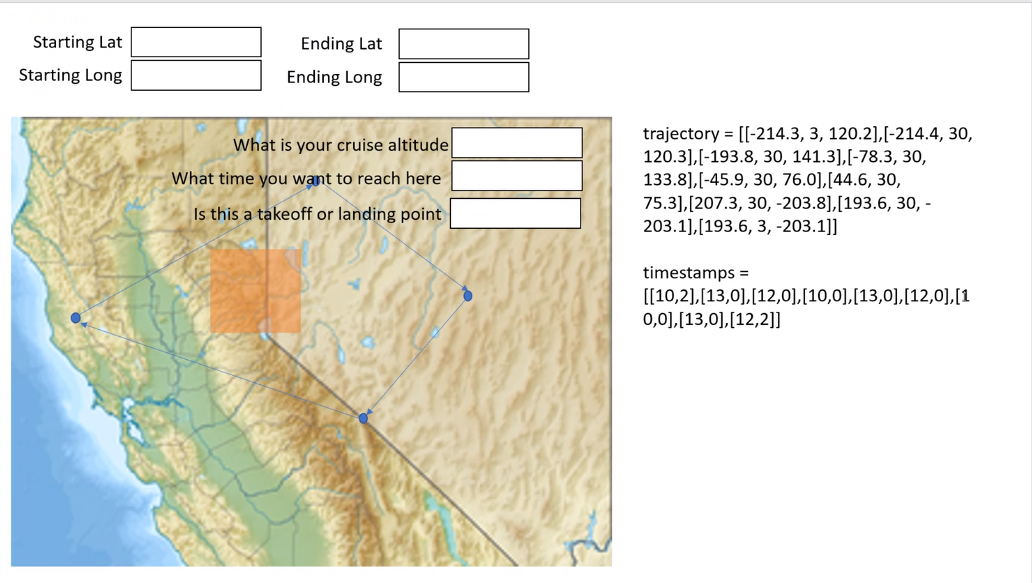 Starting Lat
Ending Lat
Starting Long
Ending Long
What is your cruise altitude
What time you want to reach here
Is this a takeoff or landing point
trajectory = [[-214.3, 3, 120.2],[-214.4, 30,
120.3],[-193.8, 30, 141.3],[-78.3, 30,
133.8],[-45.9, 30, 76.0],[44.6, 30,
75.3],[207.3, 30, -203.8],[193.6, 30, -
203.1],[193.6, 3, -203.1]]
timestamps =
[[10,2],[13,0],[12,0],[10,0],[13,0],[12,0],[1
0,0],[13,0],[12,2]]